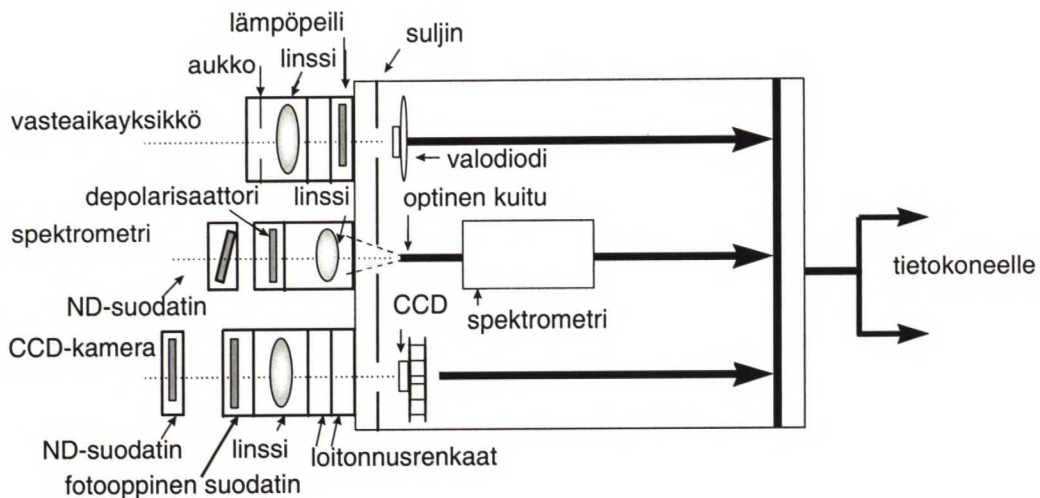 lämpöpeili
suljin
linssi
aukko
vasteaikayksikkö
valodiodi
depolarisaattori
linssi
optinen kuitu
spektrometri
tietokoneelle
ND-suodatin
CCD
spektrometri
CCD-kamera
ND-suodatin
linssi
loitonnusrenkaat
fotooppinen suodatin